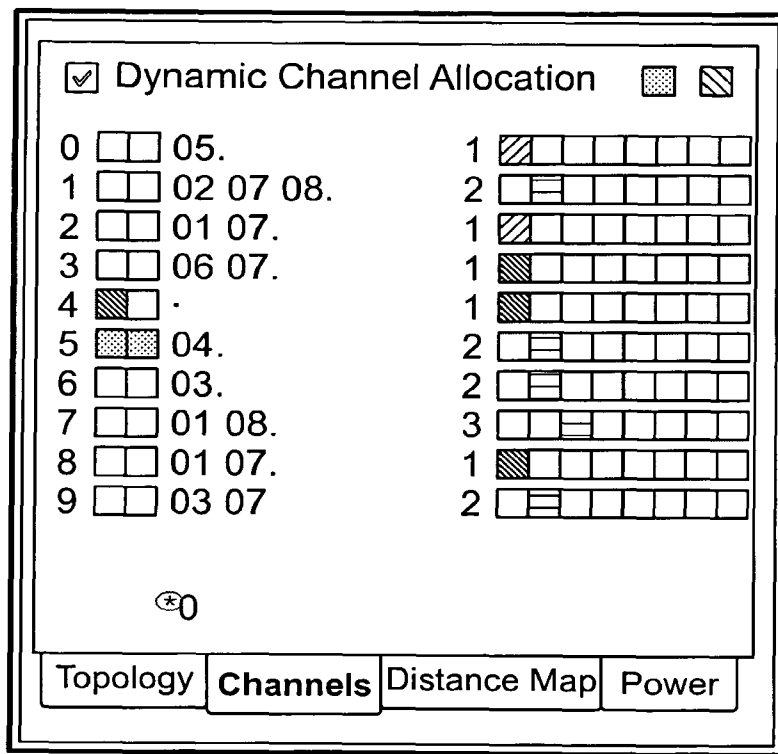 Dynamic Channel Allocation
0 05. 1
1 02 07 08. 2
2 01 07. 1
3 06 07. 1
4 . 1
5 04. 2
6 03. 2
7 01 08. 3
8 01 07. 1
9 03 07 2
*0
Topology Channels Distance Map Power